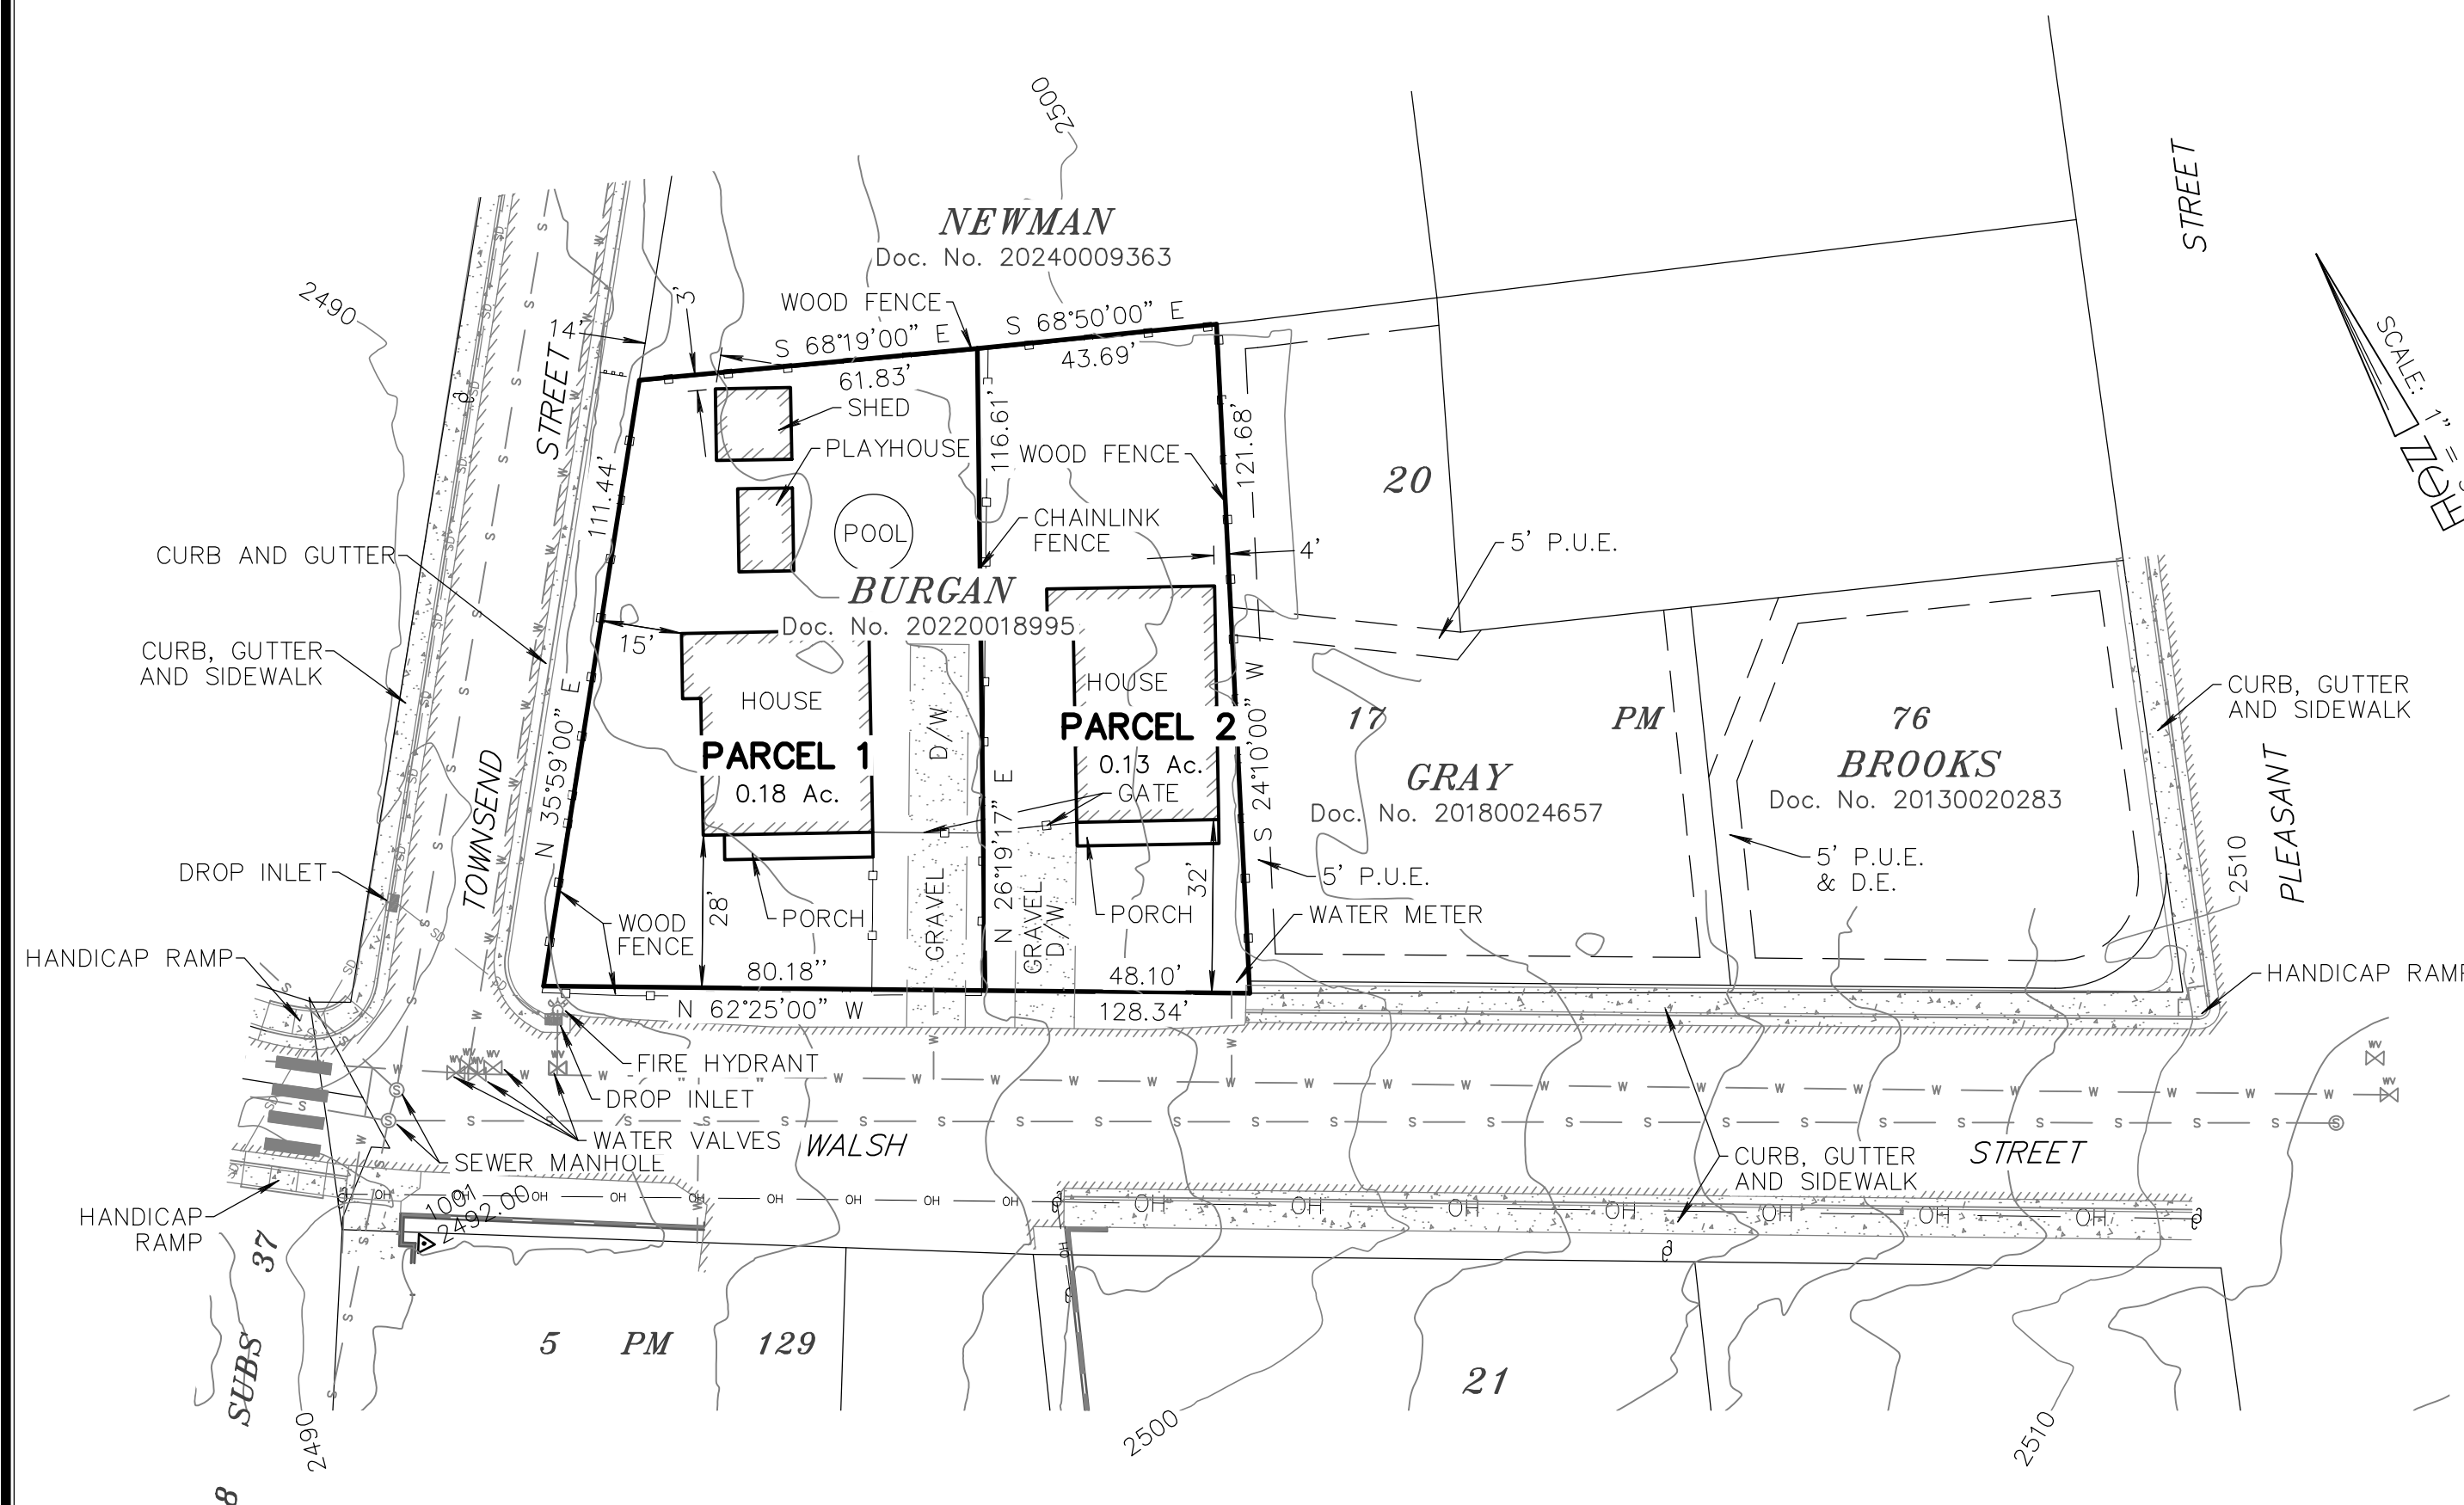 2500
STREET
NEWMAN
Doc. No. 20240009363
2490
WOOD FENCE
3'
14'
S 68°19'00" E
61.83'
S 68°50'00" E
43.69'
SCALE: 1" =
STREET
SHED
116.61'
PLAYHOUSE
WOOD FENCE
121.68'
20
111.44'
POOL
CHAINLINK
FENCE
4'
5' P.U.E.
CURB AND GUTTER
BURGAN
Doc. No. 20220018995
15'
CURB, GUTTER
AND SIDEWALK
HOUSE
HOUSE
CURB, GUTTER
AND SIDEWALK
N 35°59'00" E
D/W
PARCEL 1
0.18 Ac.
PARCEL 2
0.13 Ac.
GATE
S 24°10'00" W
17
PM
76
GRAY
Doc. No. 20180024657
BROOKS
Doc. No. 20130020283
TOWNSEND
PLEASANT
2510
DROP INLET
N 26°19'17" E
5' P.U.E.
5' P.U.E.
& D.E.
28'
32'
WOOD
FENCE
PORCH
GRAVEL
GRAVEL
D/W
PORCH
WATER METER
HANDICAP RAMP
HANDICAP RAMP
80.18''
48.10'
N 62°25'00" W
128.34'
FIRE HYDRANT
DROP INLET
WATER VALVES
SEWER MANHOLE
WALSH
STREET
CURB, GUTTER
AND SIDEWALK
1001
2492.00
HANDICAP
RAMP
37
SUBS
8
5 PM 129
21
2490
2500
2510